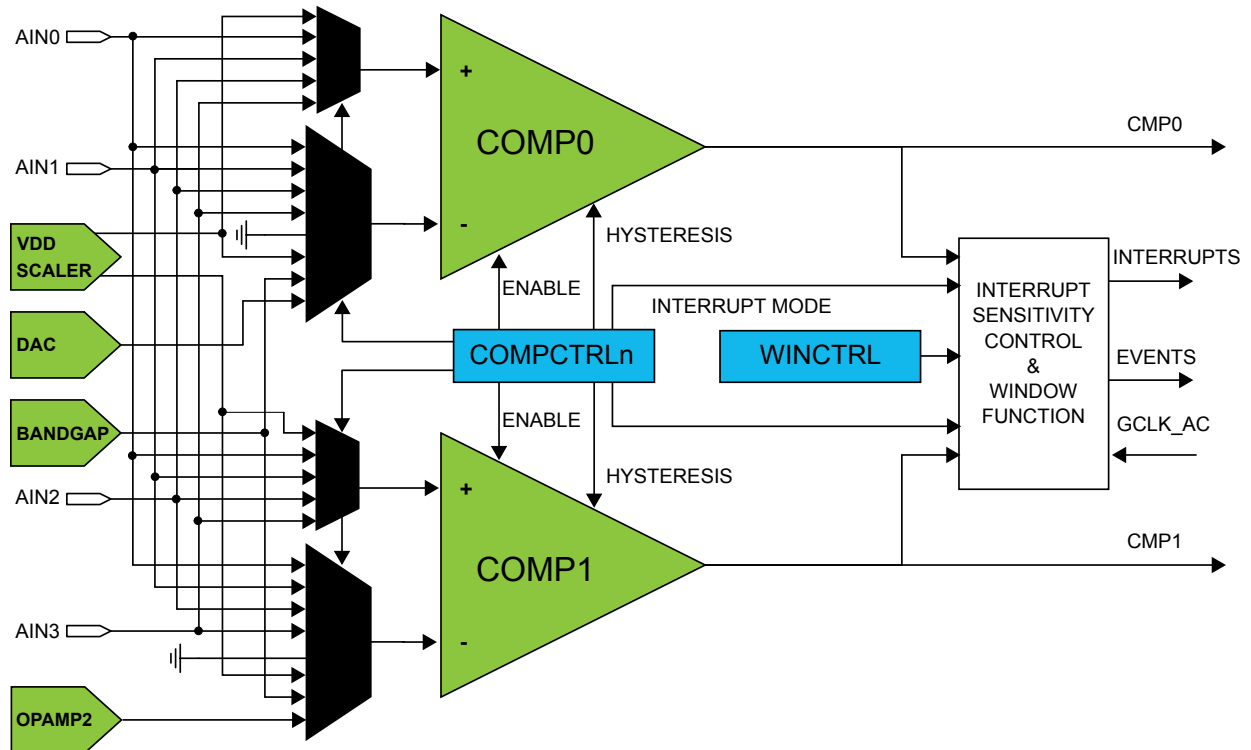 AIN0
+
COMP0
-
CMP0
AIN1
VDD
SCALER
HYSTERESIS
ENABLE
INTERRUPT MODE
INTERRUPTS
INTERRUPT
SENSITIVITY
CONTROL
&
WINDOW
FUNCTION
DAC
COMPCTRLn
WINCTRL
EVENTS
BANDGAP
ENABLE
GCLK_AC
HYSTERESIS
AIN2
+
COMP1
-
CMP1
AIN3
OPAMP2